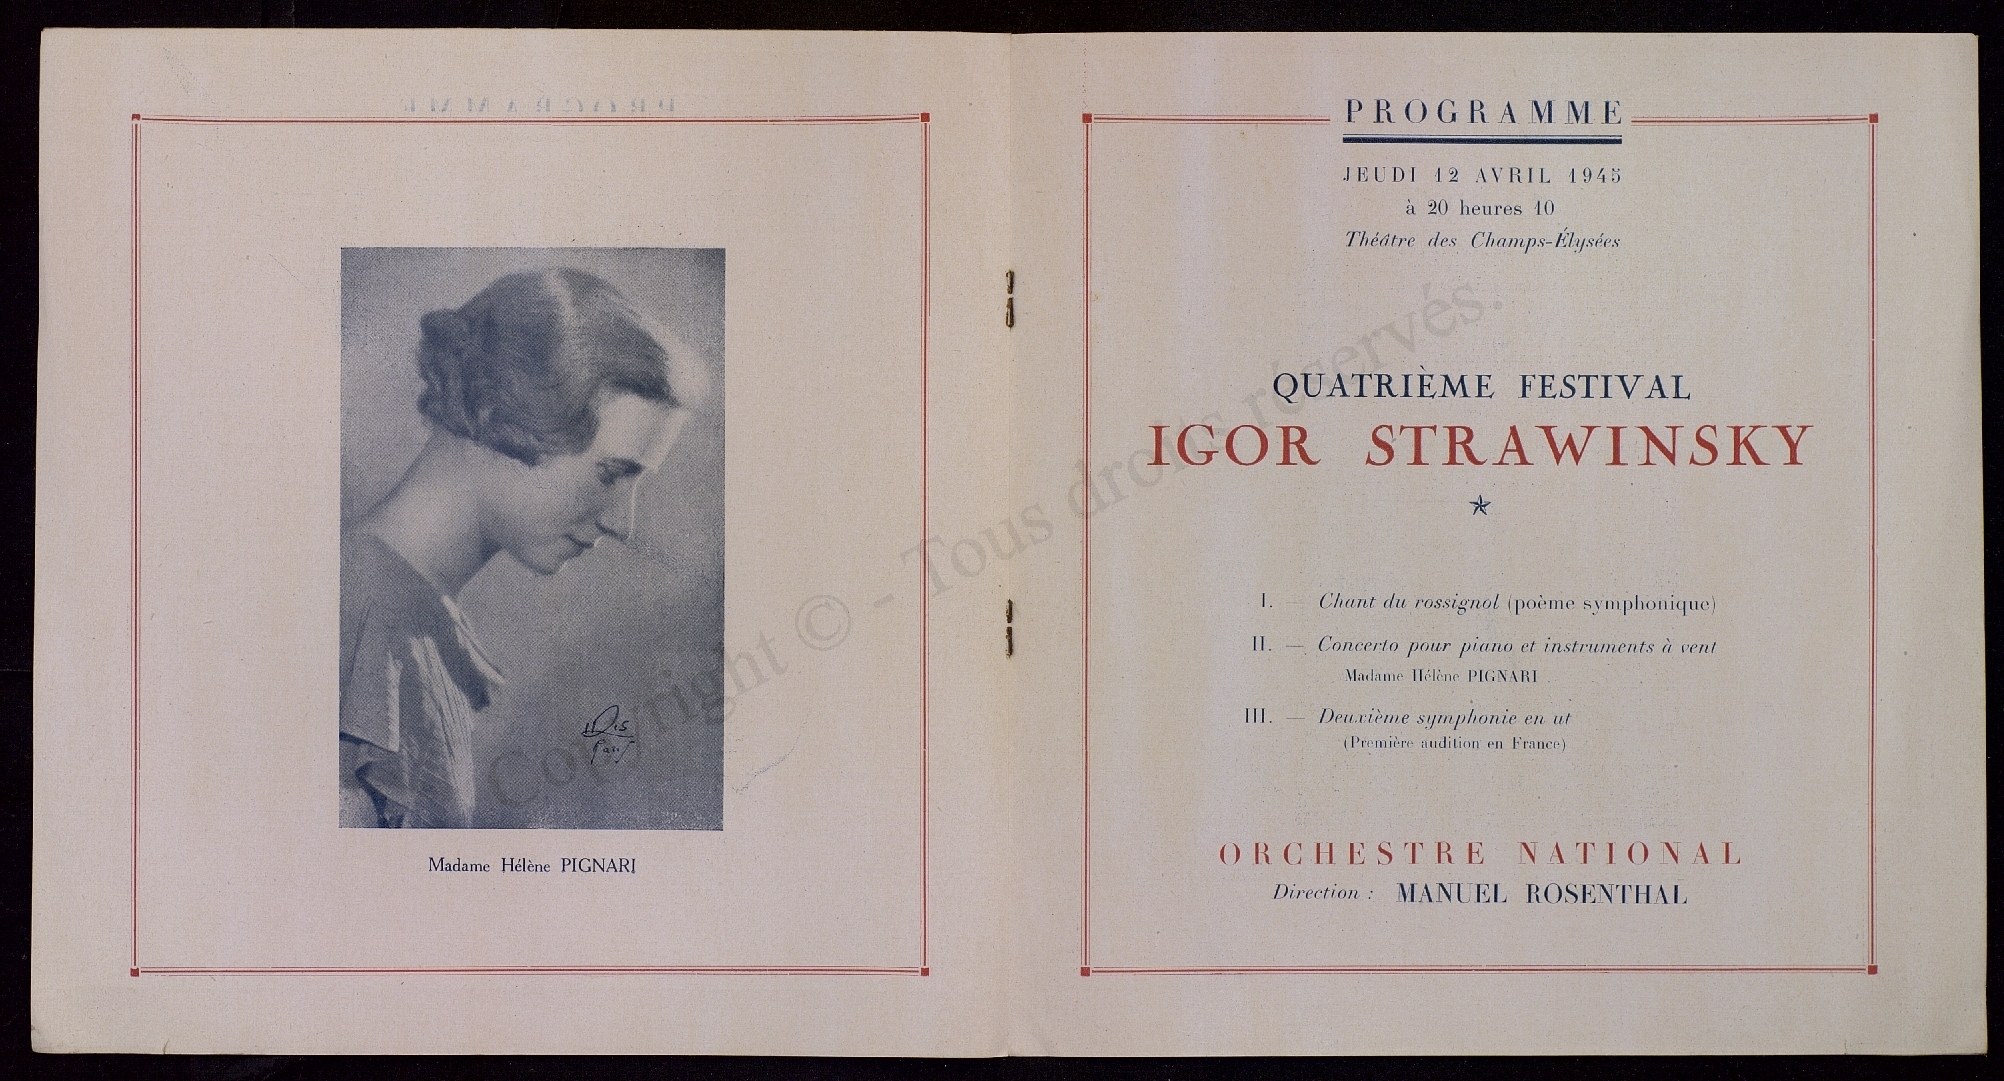 Madame Hélène PIGNARI
PROGRAMME
JEUDI 12 AVRIL 1945
à 20 heures 10
Théâtre des Champs-Élysées
QUATRIÈME FESTIVAL
IGOR STRAWINSKY
I. — Chant du rossignol (poème symphonique)
II. — Concerto pour piano et instruments à vent
Madame Hélène PIGNARI
III. — Deuxième symphonie en ut
(Première audition en France)
ORCHESTRE NATIONAL
Direction : MANUEL ROSENTHAL
Copyright © - Tous droits réservés.